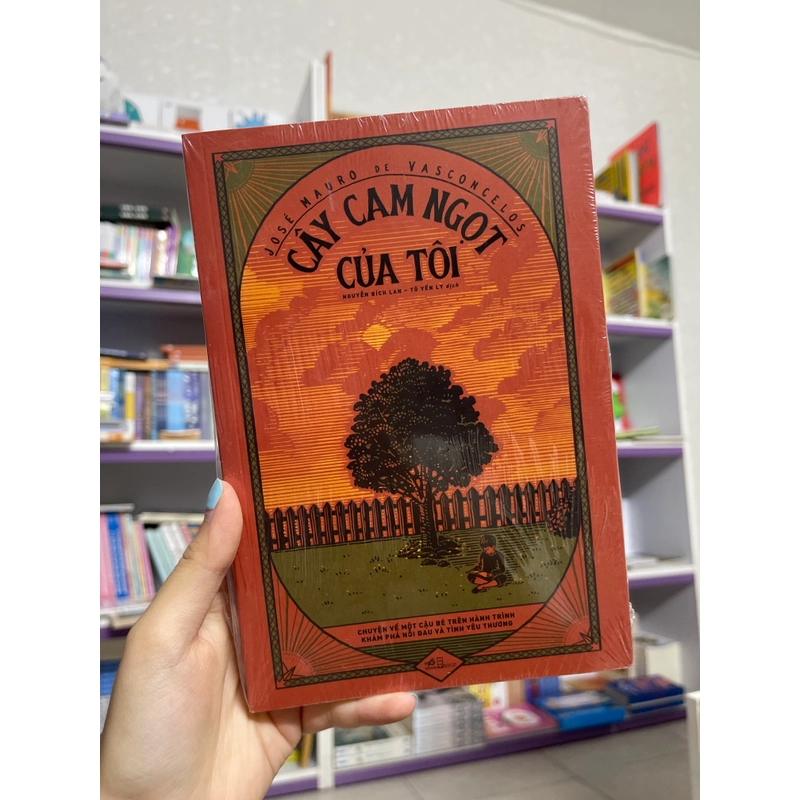 JOSÉ MAURO DE VASCONCELOS
CÂY CAM NGỌT
CỦA TÔI
NGUYỄN BÍCH LAN - TÔ YẾN LY dịch
CHUYỆN VỀ MỘT CẬU BÉ TRÊN HÀNH TRÌNH
KHÁM PHÁ NỖI ĐAU VÀ TÌNH YÊU THƯƠNG